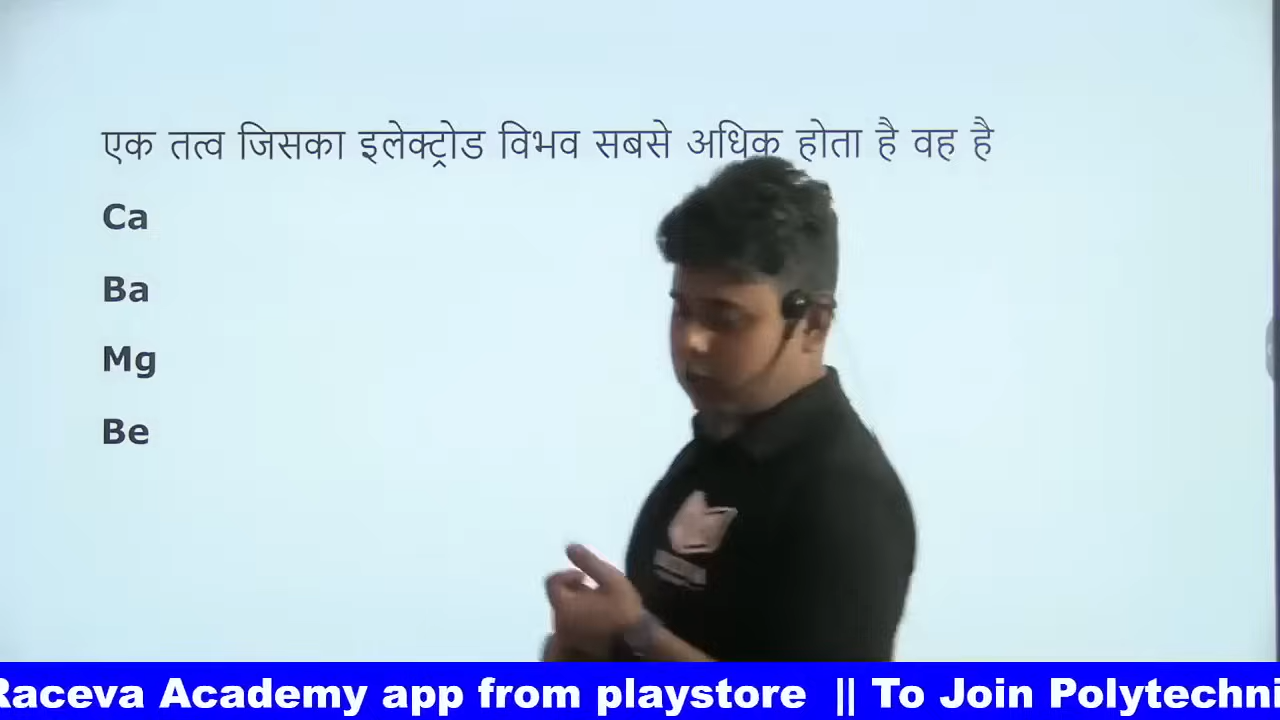 एक तत्व जिसका इलेक्ट्रोड विभव सबसे अधिक होता है वह है
Ca
Ba
Mg
Be
Raceva Academy app from playstore || To Join Polytechni